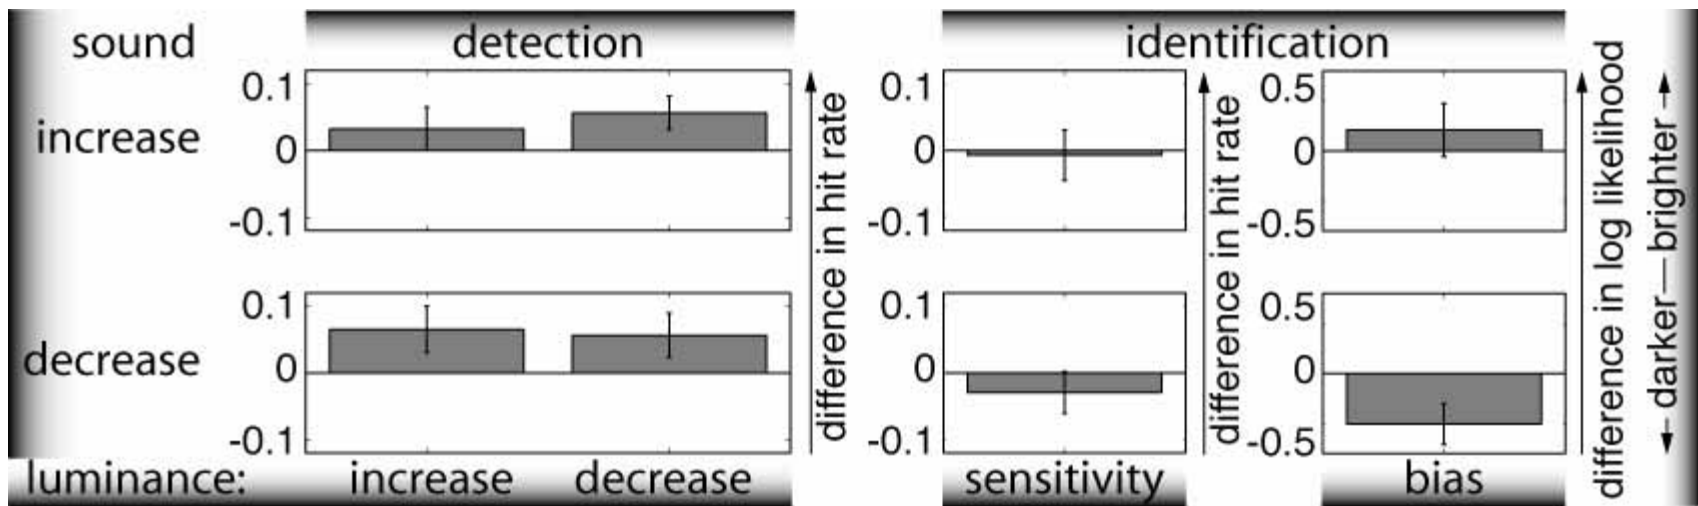 sound detection identification
increase
0.1
0
-0.1
difference in hit rate
0.1
0
-0.1
difference in hit rate
0.5
0
-0.5
difference in log likelihood
darker brighter
decrease
0.1
0
-0.1
0.1
0
-0.1
0.5
0
-0.5
luminance: increase decrease sensitivity bias